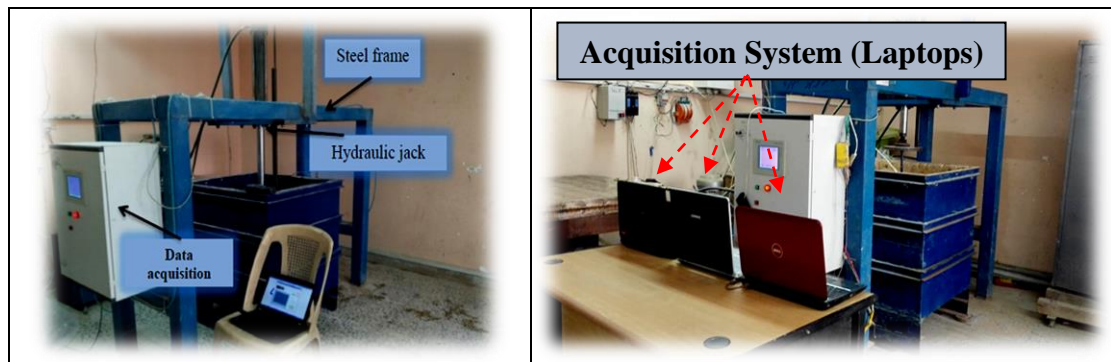 Steel frame
Hydraulic jack
Data
acquisition
Acquisition System (Laptops)